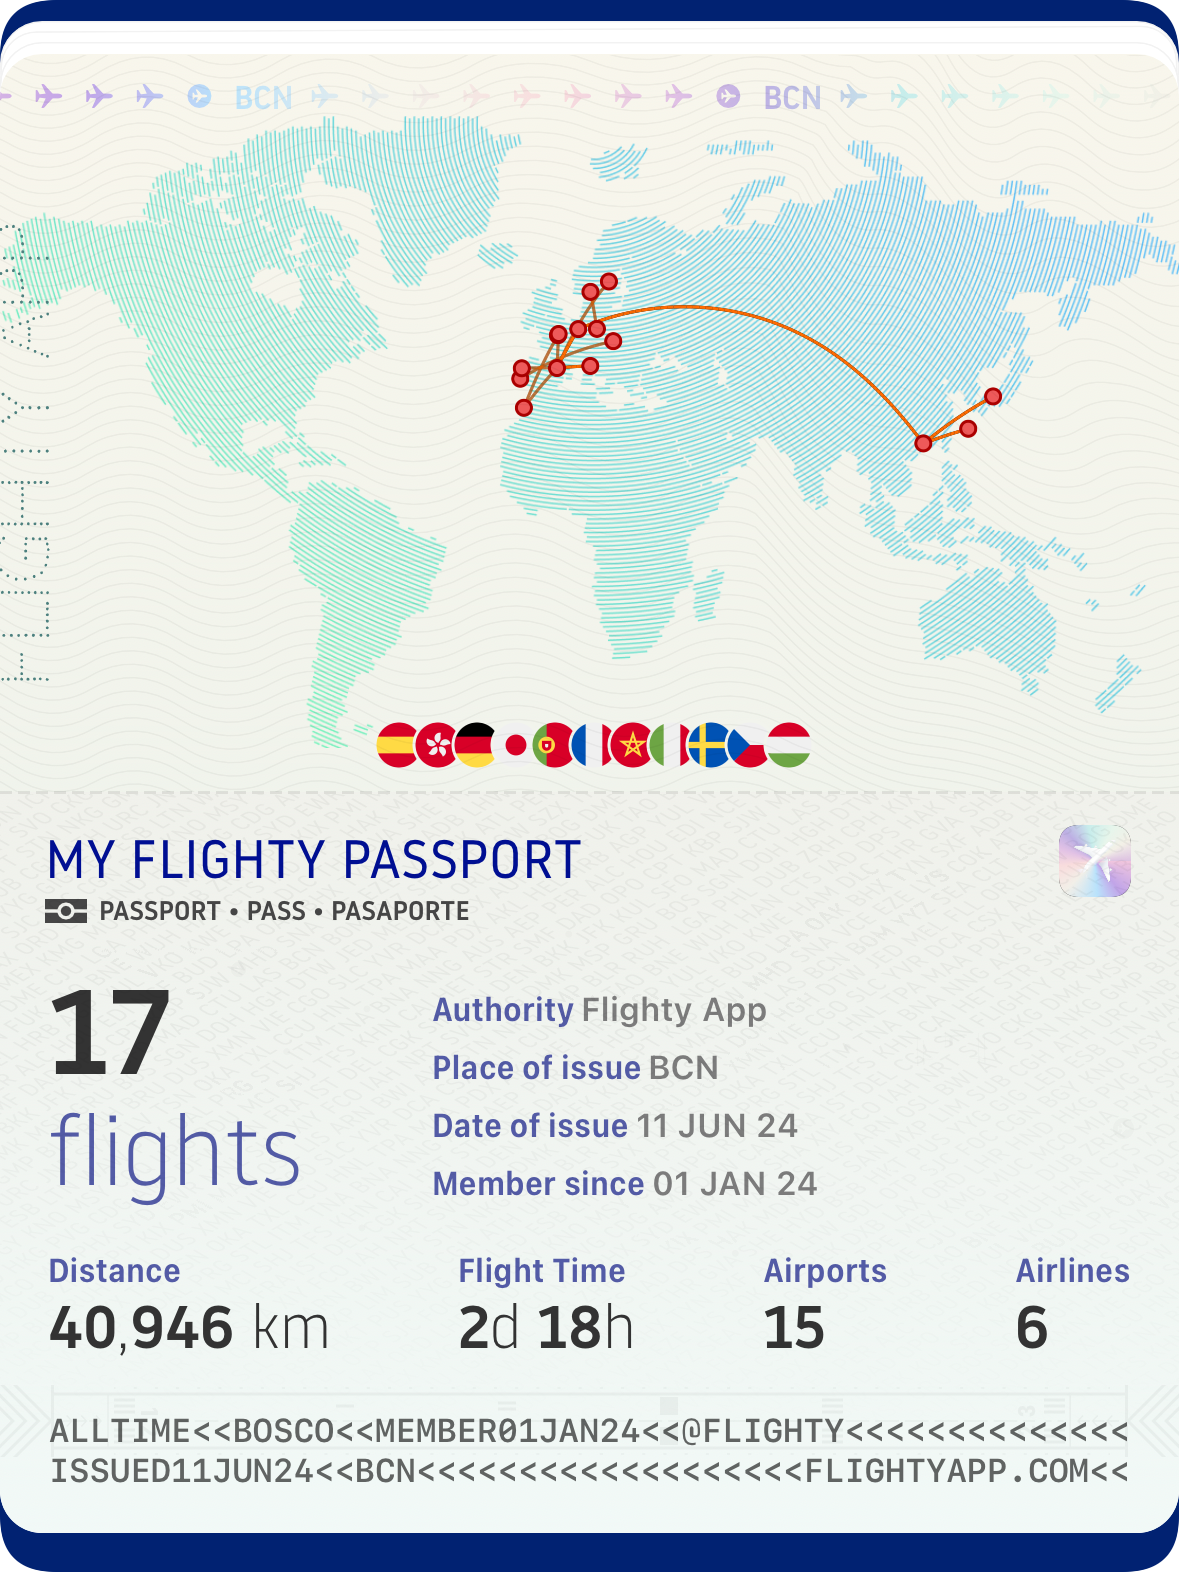 BCN BCN
FLIGHTY APP
MY FLIGHTY PASSPORT
PASSPORT • PASS • PASAPORTE
17
flights
Authority Flighty App
Place of issue BCN
Date of issue 11 JUN 24
Member since 01 JAN 24
Distance Flight Time Airports Airlines
40,946 km 2d 18h 15 6
ALLTIME<<BOSCO<<MEMBER01JAN24<<@FLIGHTY<<<<<<<<<<<<<<
ISSUED11JUN24<<BCN<<<<<<<<<<<<<<<<<<<FLIGHTYAPP.COM<<